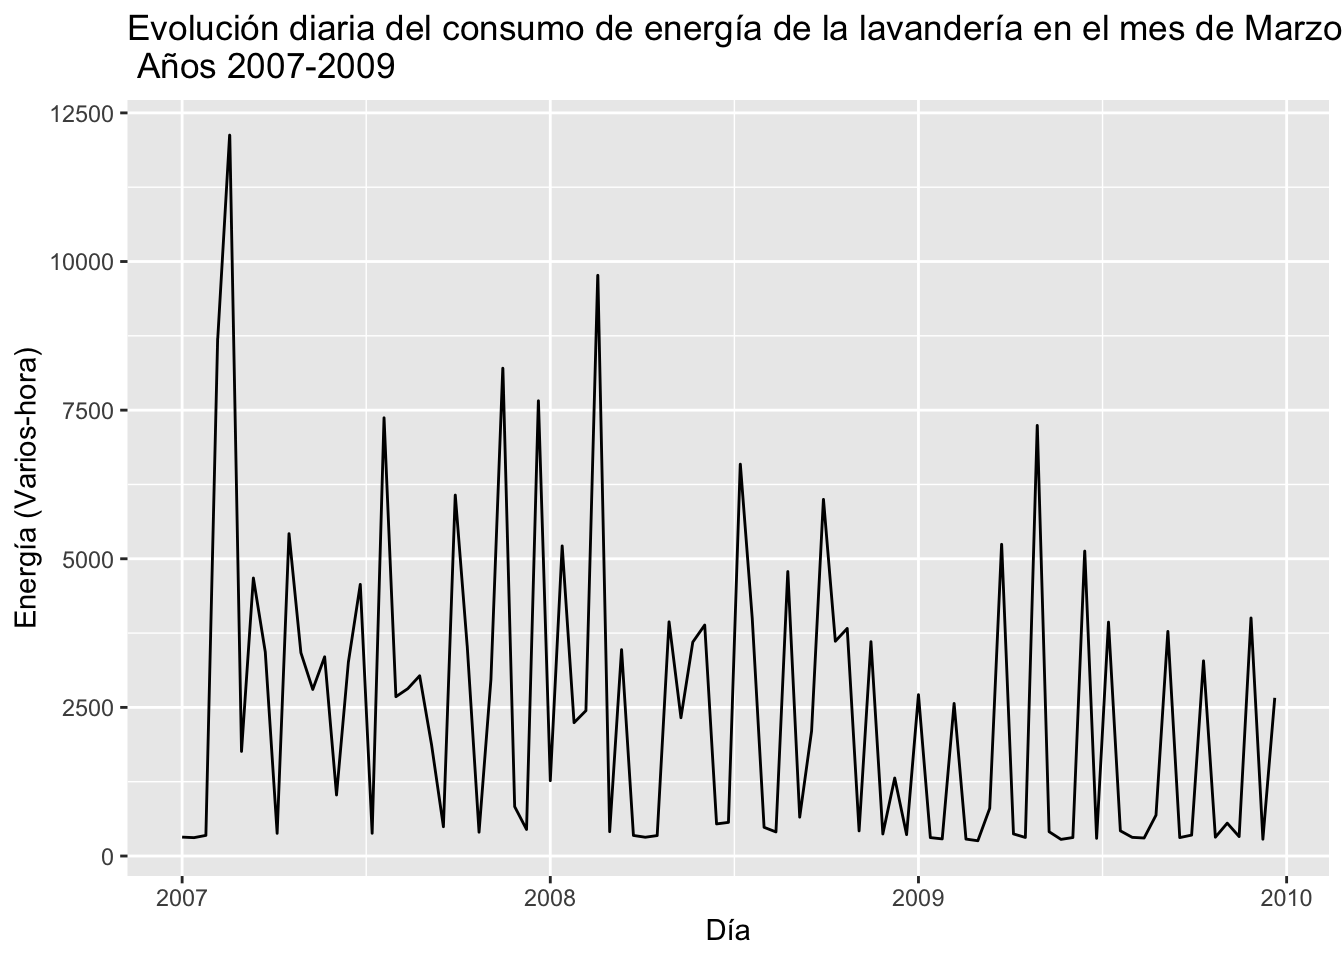 Evolución diaria del consumo de energía de la lavandería en el mes de Marzo
Años 2007-2009
12500
10000
7500
5000
2500
0
Energía (Varios-hora)
2007 2008 2009 2010
Día